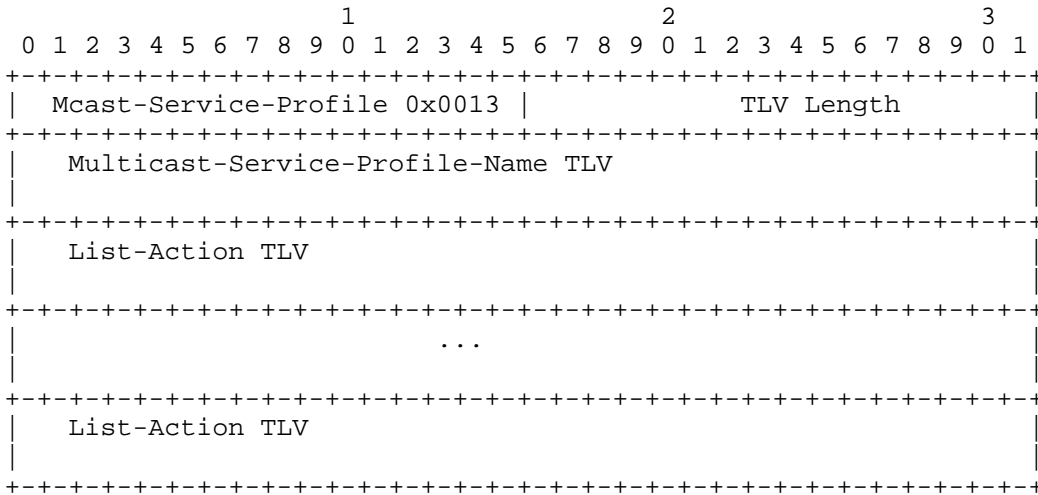 1                   2                   3
 0 1 2 3 4 5 6 7 8 9 0 1 2 3 4 5 6 7 8 9 0 1 2 3 4 5 6 7 8 9 0 1
+-+-+-+-+-+-+-+-+-+-+-+-+-+-+-+-+-+-+-+-+-+-+-+-+-+-+-+-+-+-+-+-+
|  Mcast-Service-Profile 0x0013 |             TLV Length        |
+-+-+-+-+-+-+-+-+-+-+-+-+-+-+-+-+-+-+-+-+-+-+-+-+-+-+-+-+-+-+-+-+
|   Multicast-Service-Profile-Name TLV                          |
|                                                               |
+-+-+-+-+-+-+-+-+-+-+-+-+-+-+-+-+-+-+-+-+-+-+-+-+-+-+-+-+-+-+-+-+
|   List-Action TLV                                             |
|                                                               |
+-+-+-+-+-+-+-+-+-+-+-+-+-+-+-+-+-+-+-+-+-+-+-+-+-+-+-+-+-+-+-+-+
|                          ...                                  |
|                                                               |
+-+-+-+-+-+-+-+-+-+-+-+-+-+-+-+-+-+-+-+-+-+-+-+-+-+-+-+-+-+-+-+-+
|   List-Action TLV                                             |
|                                                               |
+-+-+-+-+-+-+-+-+-+-+-+-+-+-+-+-+-+-+-+-+-+-+-+-+-+-+-+-+-+-+-+-+